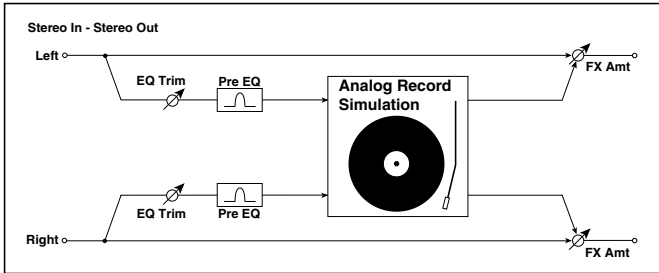 Stereo In - Stereo Out
Left
FX Amt
EQ Trim
Pre EQ
Analog Record
Simulation
EQ Trim
Pre EQ
Right
FX Amt